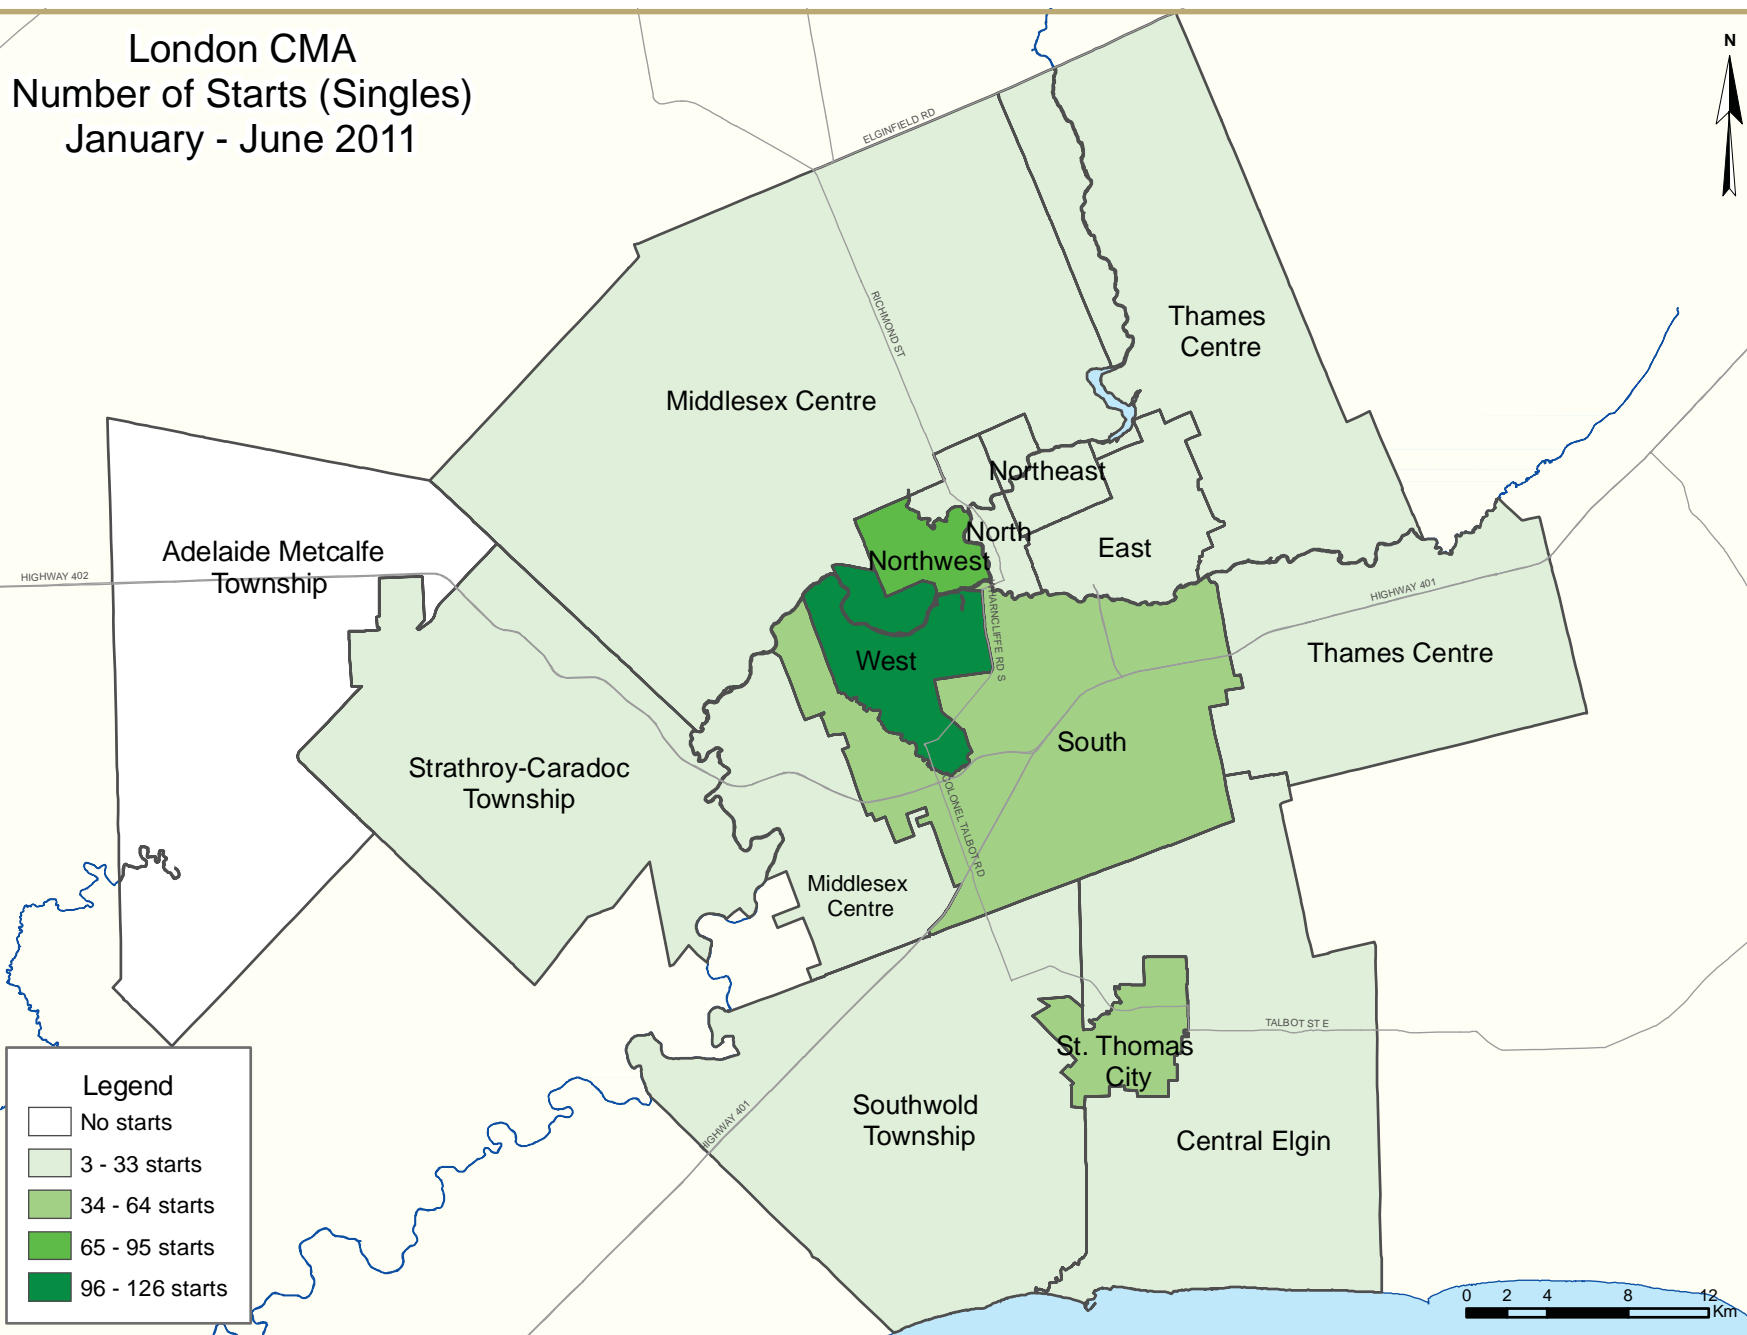 London CMA
Number of Starts (Singles)
January - June 2011
N
ELGINFIELD RD
RICHMOND ST
Thames
Centre
Middlesex Centre
Northeast
North
Northwest
East
Adelaide Metcalfe
Township
HIGHWAY 402
HIGHWAY 401
WHARNCLIFFE RD S
West
Thames Centre
South
Strathroy-Caradoc
Township
COLONEL TALBOT RD
Middlesex
Centre
TALBOT ST E
St. Thomas
City
Southwold
Township
Central Elgin
HIGHWAY 401
Legend
No starts
3 - 33 starts
34 - 64 starts
65 - 95 starts
96 - 126 starts
0 2 4 8 12
Km